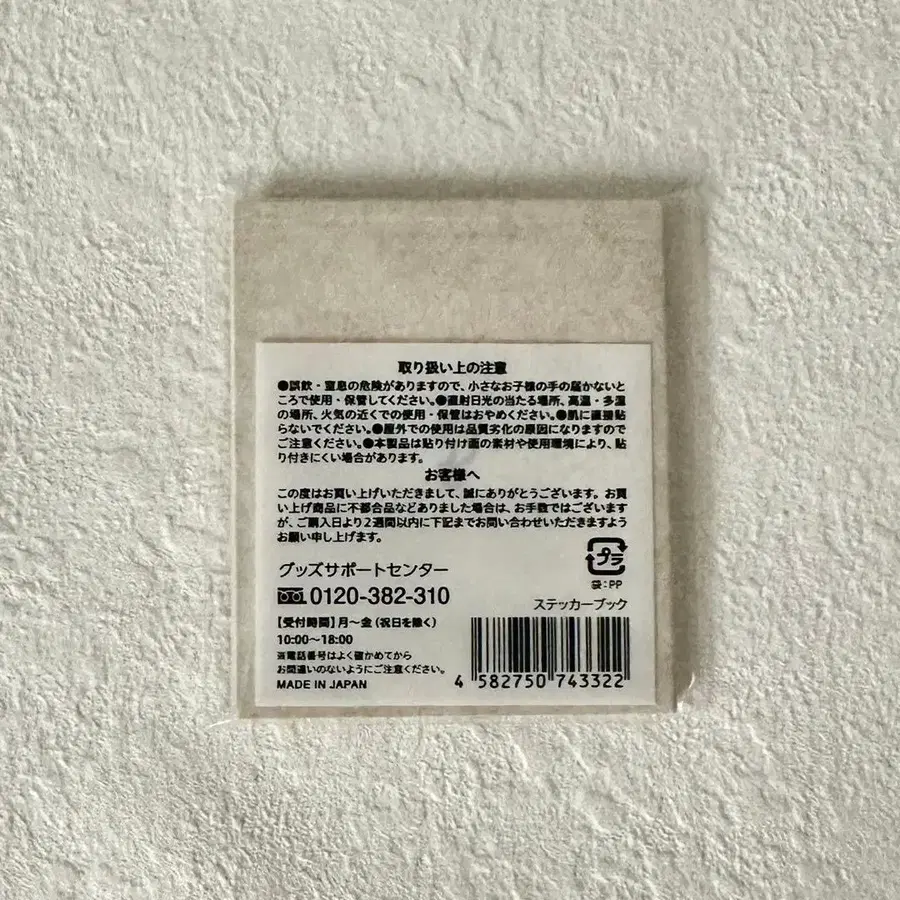 取り扱い上の注意
●誤飲・窒息の危険がありますので、小さなお子様の手の届かないと
ころで使用・保管してください。●直射日光の当たる場所、高温・多湿
の場所、火気の近くでの使用・保管はおやめください。●肌に直接貼
らないでください。●屋外での使用は品質劣化の原因になりますので
ご注意ください。●本製品は貼り付け面の素材や使用環境により、貼
り付きにくい場合があります。
お客様へ
この度はお買い上げいただきまして、誠にありがとうございます。お買
い上げ商品に不都合品などありました場合は、お手数ではございます
が、ご購入日より2週間以内に下記までお問い合わせいただきますよう
お願い申し上げます。
グッズサポートセンター
0120-382-310
【受付時間】月〜金(祝日を除く)
10:00〜18:00
※電話番号はよく確かめてから
お間違いのないようにご注意ください。
MADE IN JAPAN
プラ
袋:PP
ステッカーブック
4 582750 743322